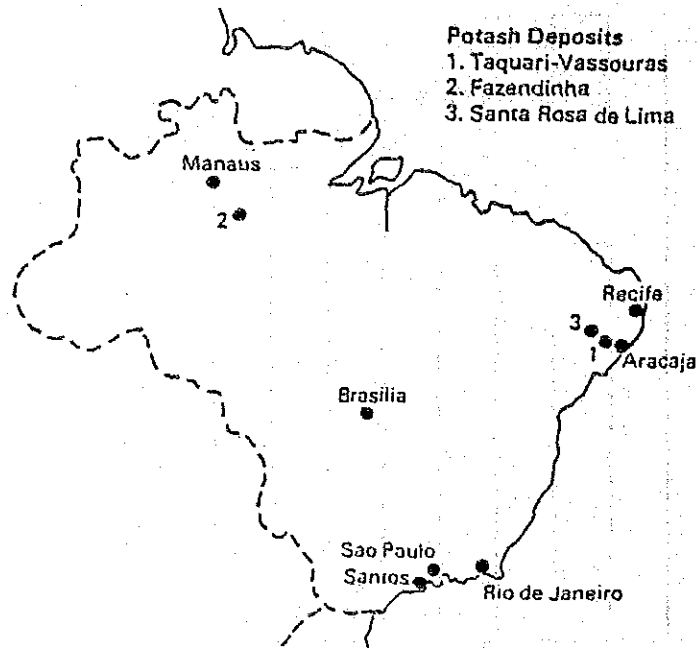 Potash Deposits
1. Taquari-Vassouras
2. Fazendinha
3. Santa Rosa de Lima
Manaus
2
Recife
3
1
Aracaja
Brasilia
Sao Paulo
Santos
Rio de Janeiro